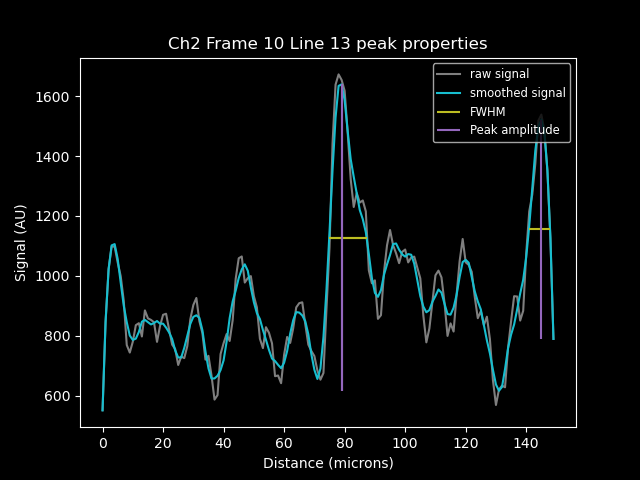 Ch2 Frame 10 Line 13 peak properties
raw signal
smoothed signal
FWHM
Peak amplitude
1600
1400
1200
1000
800
600
Signal (AU)
0 20 40 60 80 100 120 140
Distance (microns)